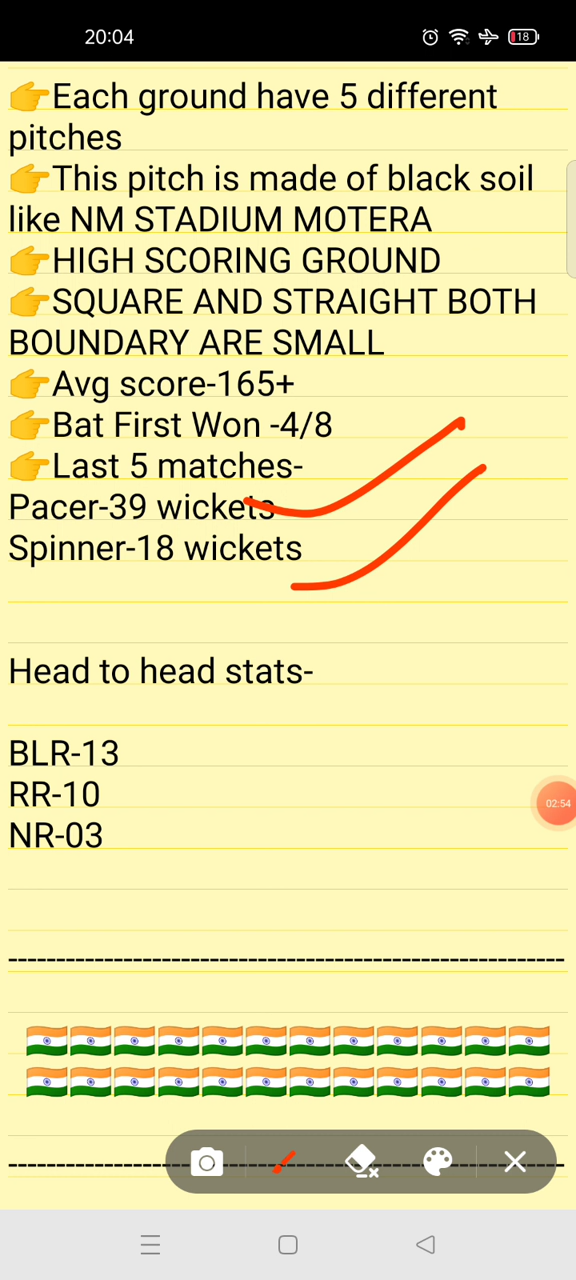 20:04
18
👉Each ground have 5 different
pitches
👉This pitch is made of black soil
like NM STADIUM MOTERA
👉HIGH SCORING GROUND
👉SQUARE AND STRAIGHT BOTH
BOUNDARY ARE SMALL
👉Avg score-165+
👉Bat First Won -4/8
👉Last 5 matches-
Pacer-39 wickets
Spinner-18 wickets
Head to head stats-
BLR-13
RR-10
02:54
NR-03